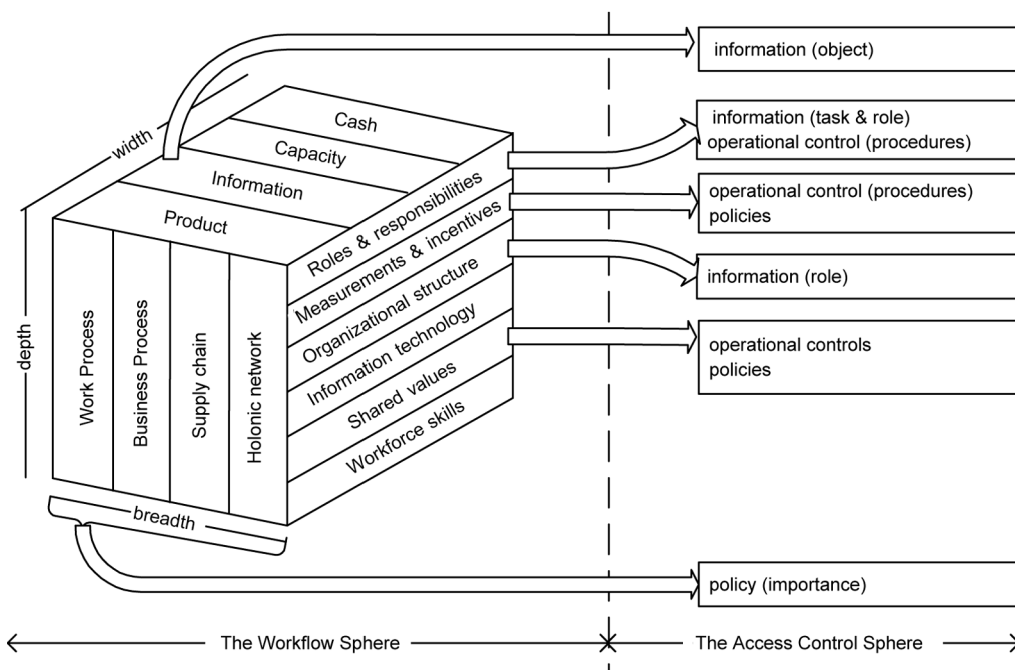 information (object)
Cash
Capacity
Information
Product
width
depth
breadth
Work Process
Business Process
Supply chain
Holonic network
Roles & responsibilities
Measurements & incentives
Organizational structure
Information technology
Shared values
Workforce skills
information (task & role)
operational control (procedures)
operational control (procedures)
policies
information (role)
operational controls
policies
policy (importance)
The Workflow Sphere
The Access Control Sphere